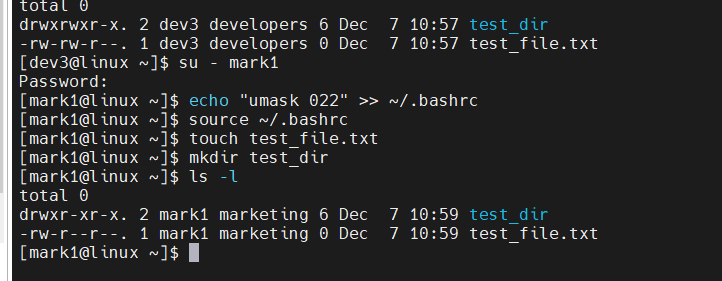 total 0
drwxrwxr-x. 2 dev3 developers 6 Dec  7 10:57 test_dir
-rw-rw-r--. 1 dev3 developers 0 Dec  7 10:57 test_file.txt
[dev3@linux ~]$ su - mark1
Password:
[mark1@linux ~]$ echo "umask 022" >> ~/.bashrc
[mark1@linux ~]$ source ~/.bashrc
[mark1@linux ~]$ touch test_file.txt
[mark1@linux ~]$ mkdir test_dir
[mark1@linux ~]$ ls -l
total 0
drwxr-xr-x. 2 mark1 marketing 6 Dec  7 10:59 test_dir
-rw-r--r--. 1 mark1 marketing 0 Dec  7 10:59 test_file.txt
[mark1@linux ~]$